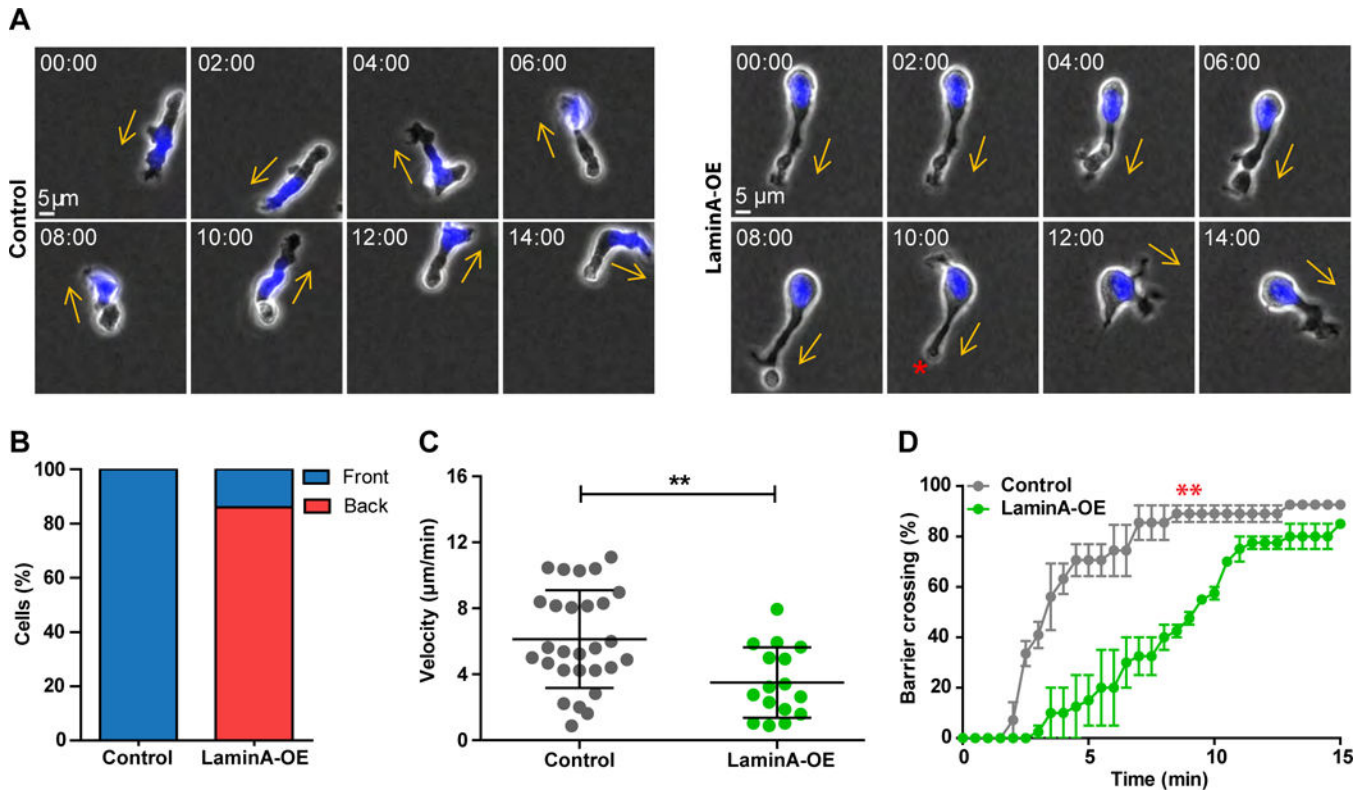 A
Control
00:00
02:00
04:00
06:00
5 µm
08:00
10:00
12:00
14:00
LaminA-OE
00:00
02:00
04:00
06:00
5 µm
08:00
10:00
12:00
14:00
*
B
Cells (%)
100
80
60
40
20
0
Control
LaminA-OE
Front
Back
C
Velocity (µm/min)
16
12
8
4
0
**
Control
LaminA-OE
D
Barrier crossing (%)
100
80
60
40
20
0
Control
LaminA-OE
**
0
5
10
15
Time (min)